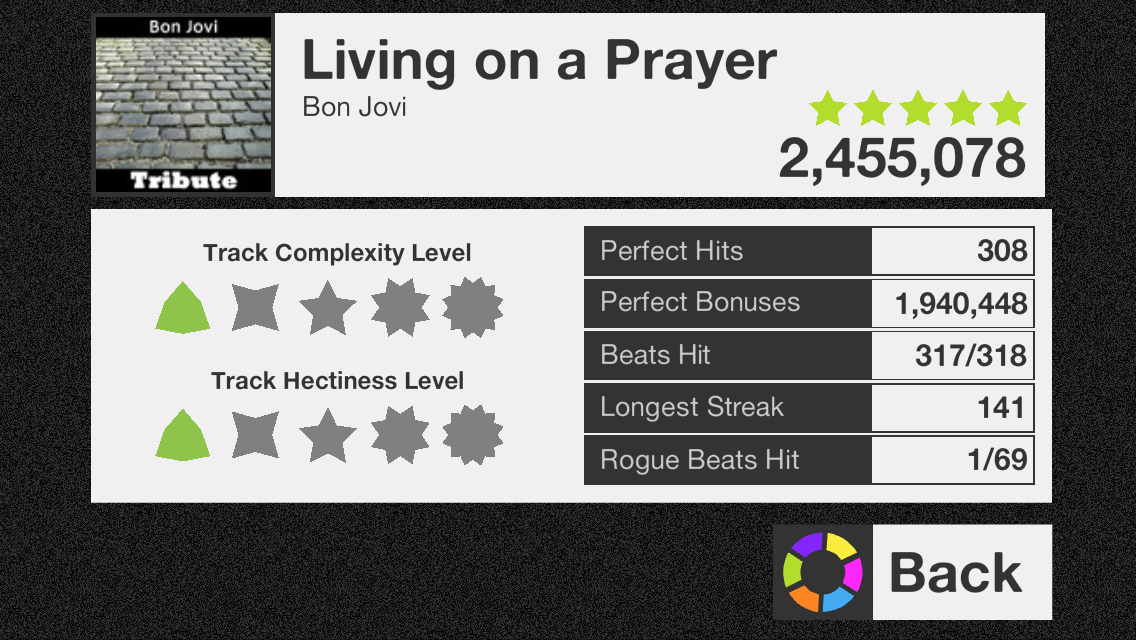 Bon Jovi
Tribute
Living on a Prayer
Bon Jovi
2,455,078
Track Complexity Level
Track Hectiness Level
Perfect Hits 308
Perfect Bonuses 1,940,448
Beats Hit 317/318
Longest Streak 141
Rogue Beats Hit 1/69
Back